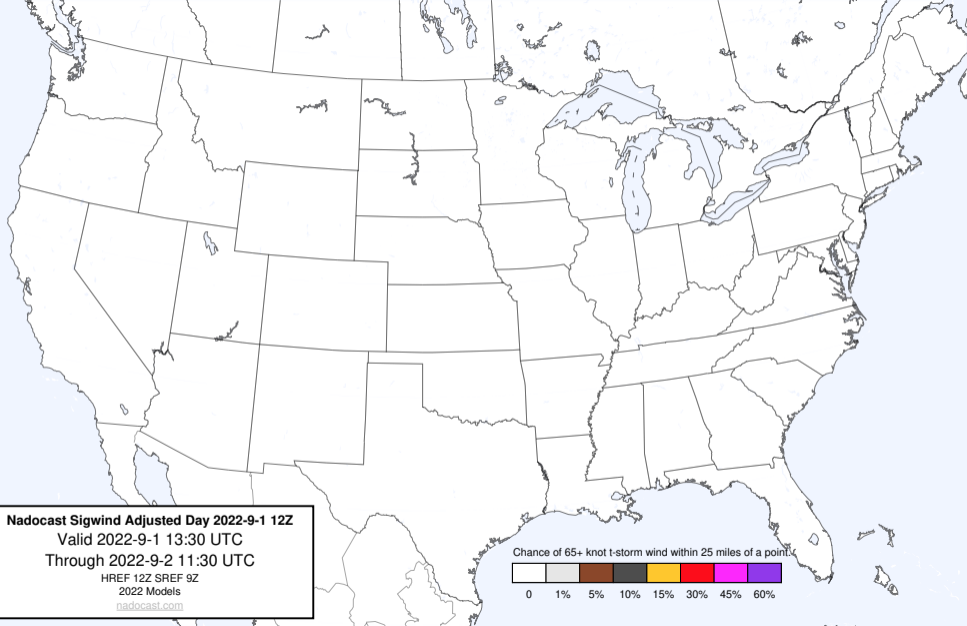 Nadocast Sigwind Adjusted Day 2022-9-1 12Z
Valid 2022-9-1 13:30 UTC
Through 2022-9-2 11:30 UTC
HREF 12Z SREF 9Z
2022 Models
nadocast.com
Chance of 65+ knot t-storm wind within 25 miles of a point.
0 1% 5% 10% 15% 30% 45% 60%